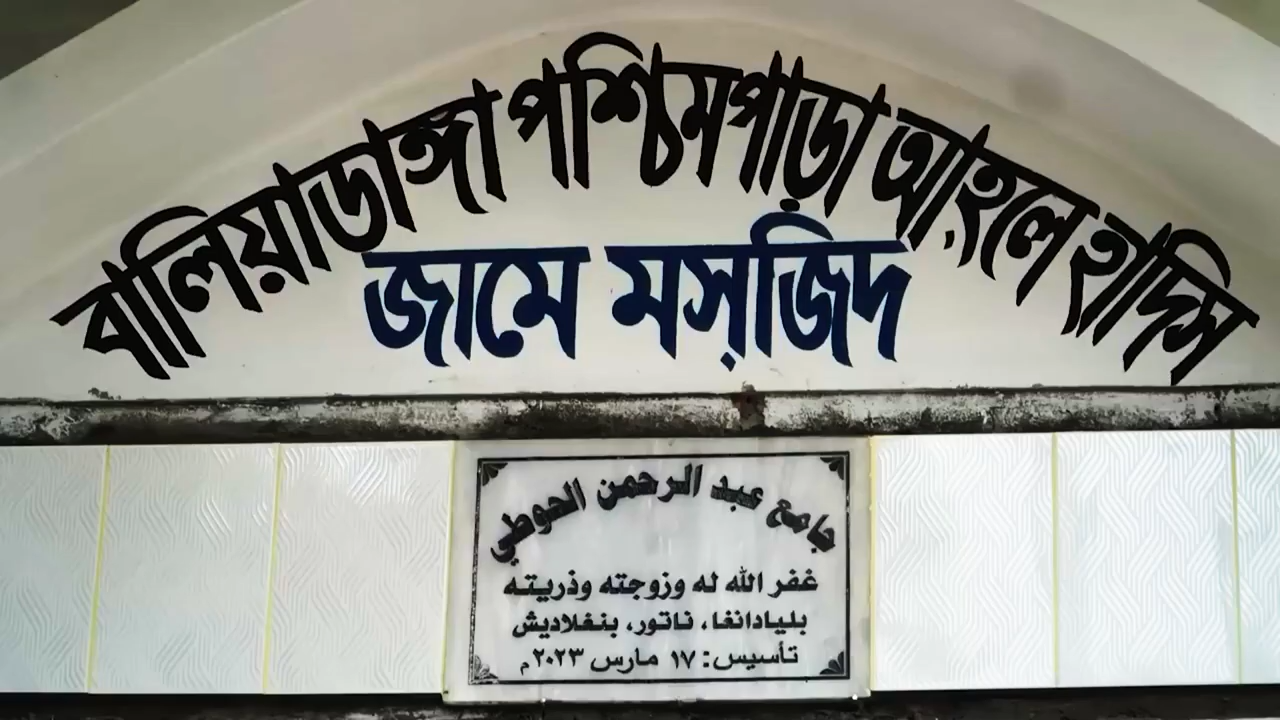 বালিয়াডাঙ্গা পশ্চিমপাড়া আহলে হাদিস
জামে মস্জিদ
جامع عبد الرحمن الحوطي
غفر الله له وزوجته وذريته
بليادانغا، ناتور، بنغلاديش
تأسيس: ١٧ مارس ٢٠٢٣م